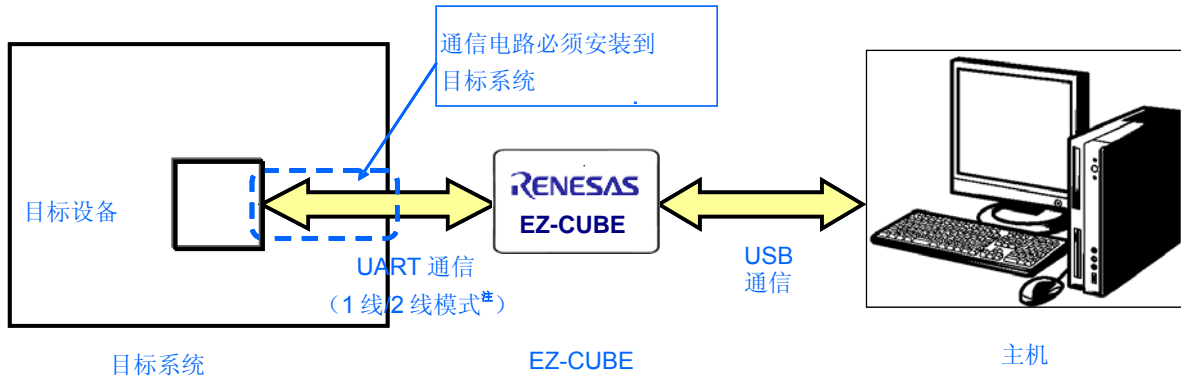 通信电路必须安装到
目标系统
目标设备
RENESAS
EZ-CUBE
UART 通信
（1 线/2 线模式注）
USB
通信
目标系统
EZ-CUBE
主机